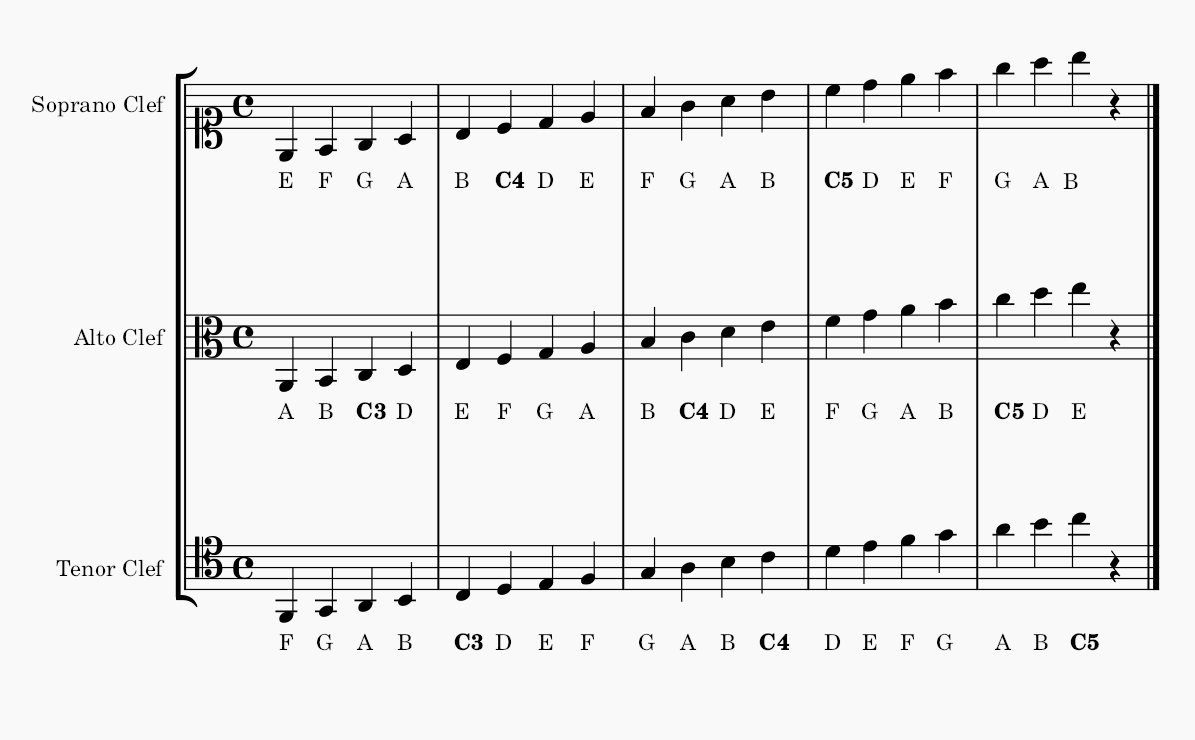 Soprano Clef
E F G A B C4 D E F G A B C5 D E F G A B
Alto Clef
A B C3 D E F G A B C4 D E F G A B C5 D E
Tenor Clef
F G A B C3 D E F G A B C4 D E F G A B C5